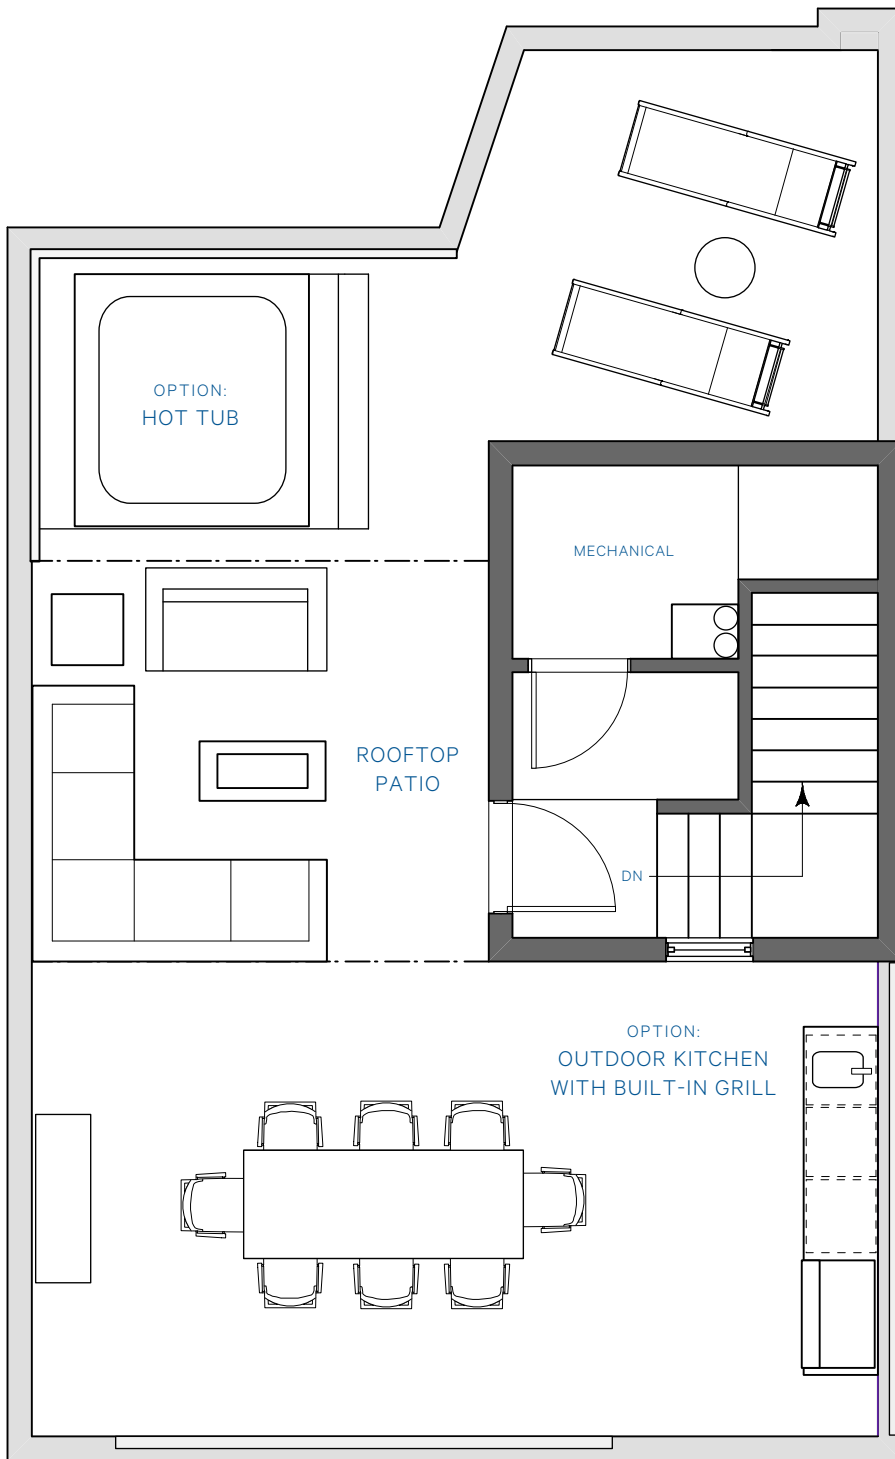 OPTION:
HOT TUB
MECHANICAL
ROOFTOP
PATIO
DN
OPTION:
OUTDOOR KITCHEN
WITH BUILT-IN GRILL